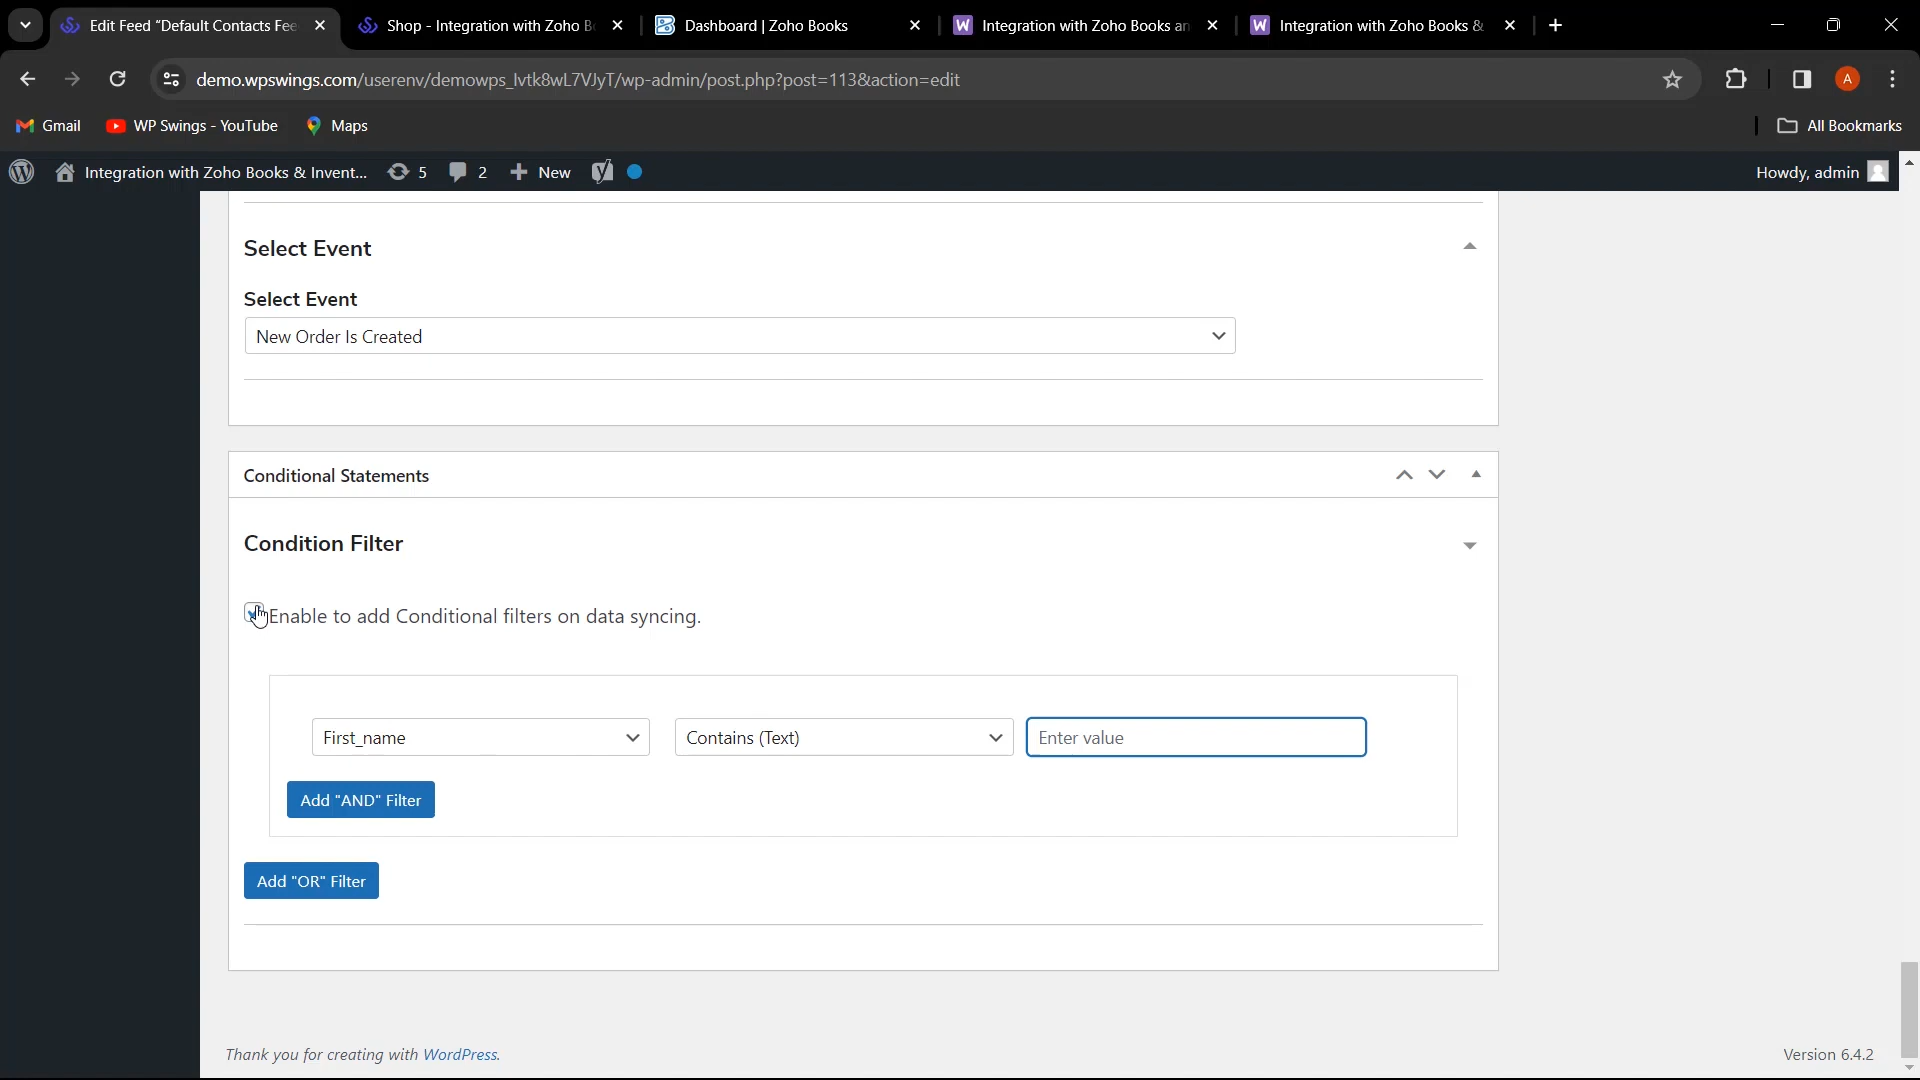 Edit Feed “Default Contacts Fee
Shop - Integration with Zoho B
Dashboard | Zoho Books
Integration with Zoho Books an
Integration with Zoho Books &
demo.wpswings.com/userenv/demowps_lvtk8wL7VJyT/wp-admin/post.php?post=113&action=edit
A
Gmail
WP Swings - YouTube
Maps
All Bookmarks
Integration with Zoho Books & Invent...
5
2
New
Howdy, admin
Select Event
Select Event
New Order Is Created
Conditional Statements
Condition Filter
Enable to add Conditional filters on data syncing.
First_name
Contains (Text)
Enter value
Add "AND" Filter
Add "OR" Filter
Thank you for creating with WordPress.
Version 6.4.2